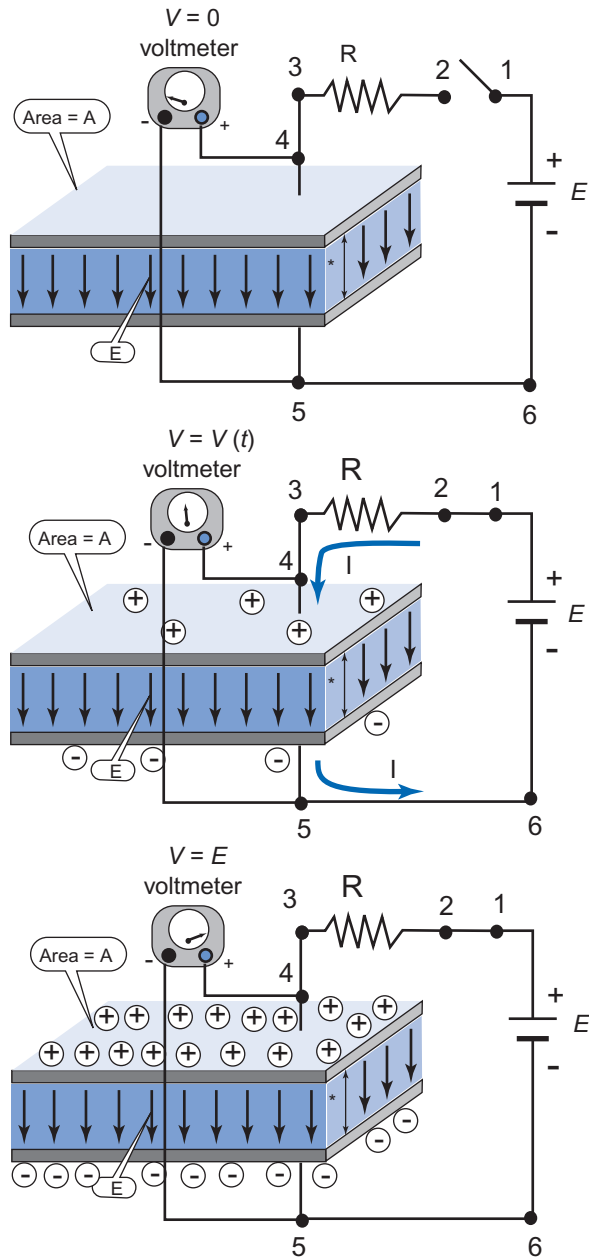 V = 0
voltmeter
R
3
2
1
Area = A
- +
4
+
E
-
*
E
5
6
V = V (t)
voltmeter
R
3
2
1
Area = A
- +
4
I
+
E
-
+ + +
+ +
*
-
- - -
E
I
5
6
V = E
voltmeter
R
3
2
1
Area = A
- +
4
+
E
-
+ + + + + + + + +
+ + + + + + + + +
*
- -
- - - - - - - -
E
5
6